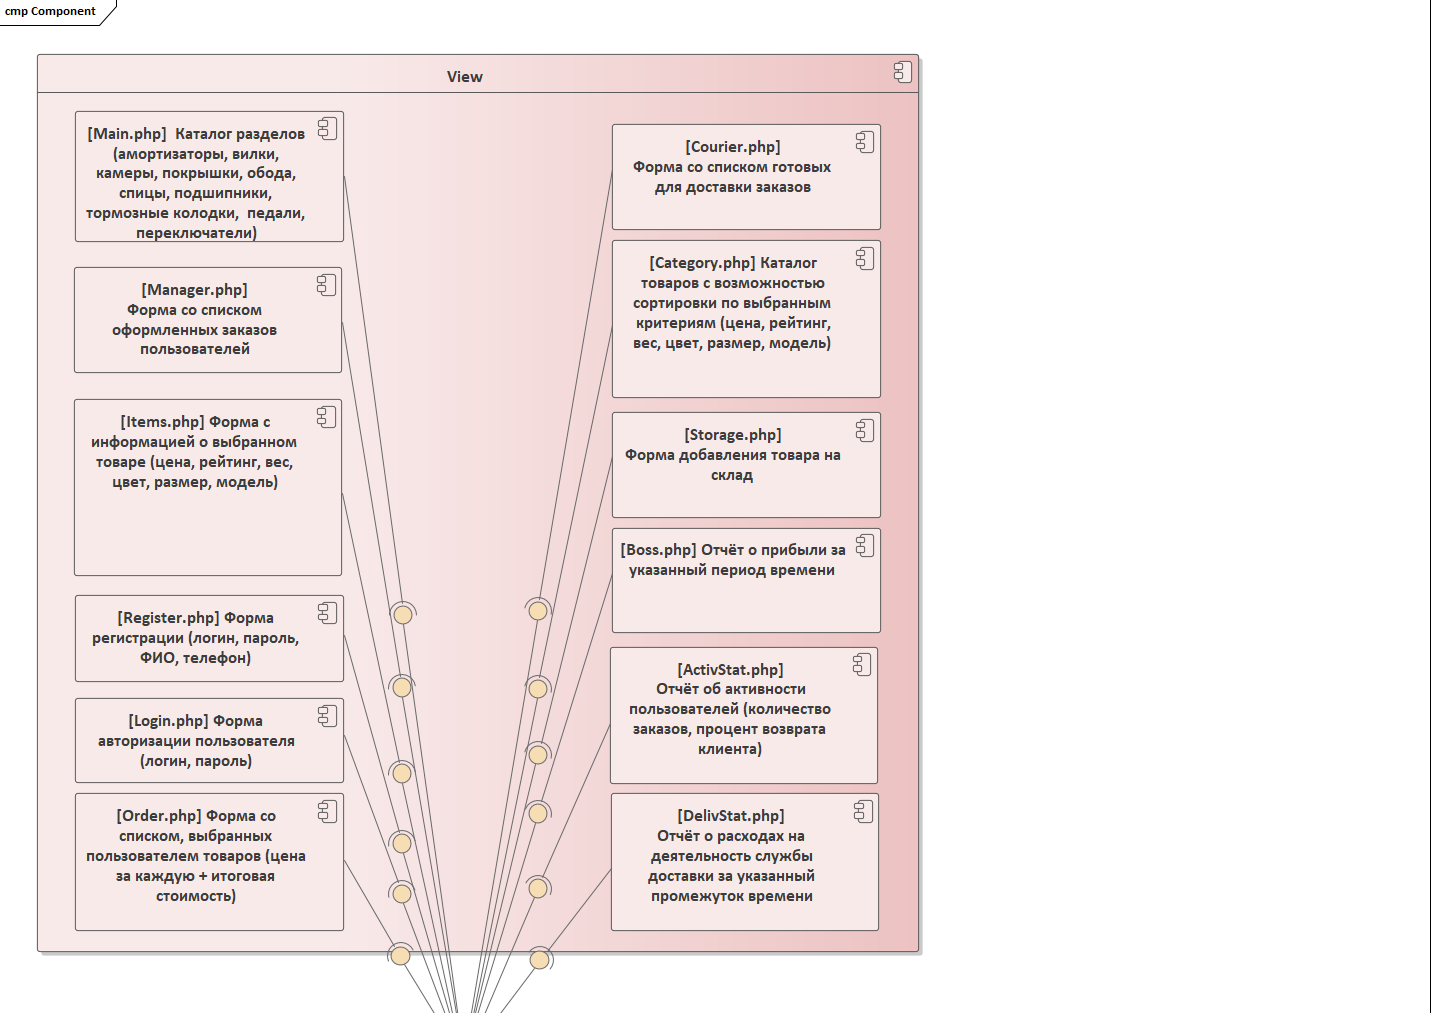 cmp Component
View
[Main.php]  Каталог разделов
(амортизаторы, вилки,
камеры, покрышки, обода,
спицы, подшипники,
тормозные колодки,  педали,
переключатели)
[Manager.php]
Форма со списком
оформленных заказов
пользователей
[Items.php] Форма с
информацией о выбранном
товаре (цена, рейтинг, вес,
цвет, размер, модель)
[Register.php] Форма
регистрации (логин, пароль,
ФИО, телефон)
[Login.php] Форма
авторизации пользователя
(логин, пароль)
[Order.php] Форма со
списком, выбранных
пользователем товаров (цена
за каждую + итоговая
стоимость)
[Courier.php]
Форма со списком готовых
для доставки заказов
[Category.php] Каталог
товаров с возможностью
сортировки по выбранным
критериям (цена, рейтинг,
вес, цвет, размер, модель)
[Storage.php]
Форма добавления товара на
склад
[Boss.php] Отчёт о прибыли за
указанный период времени
[ActivStat.php]
Отчёт об активности
пользователей (количество
заказов, процент возврата
клиента)
[DelivStat.php]
Отчёт о расходах на
деятельность службы
доставки за указанный
промежуток времени